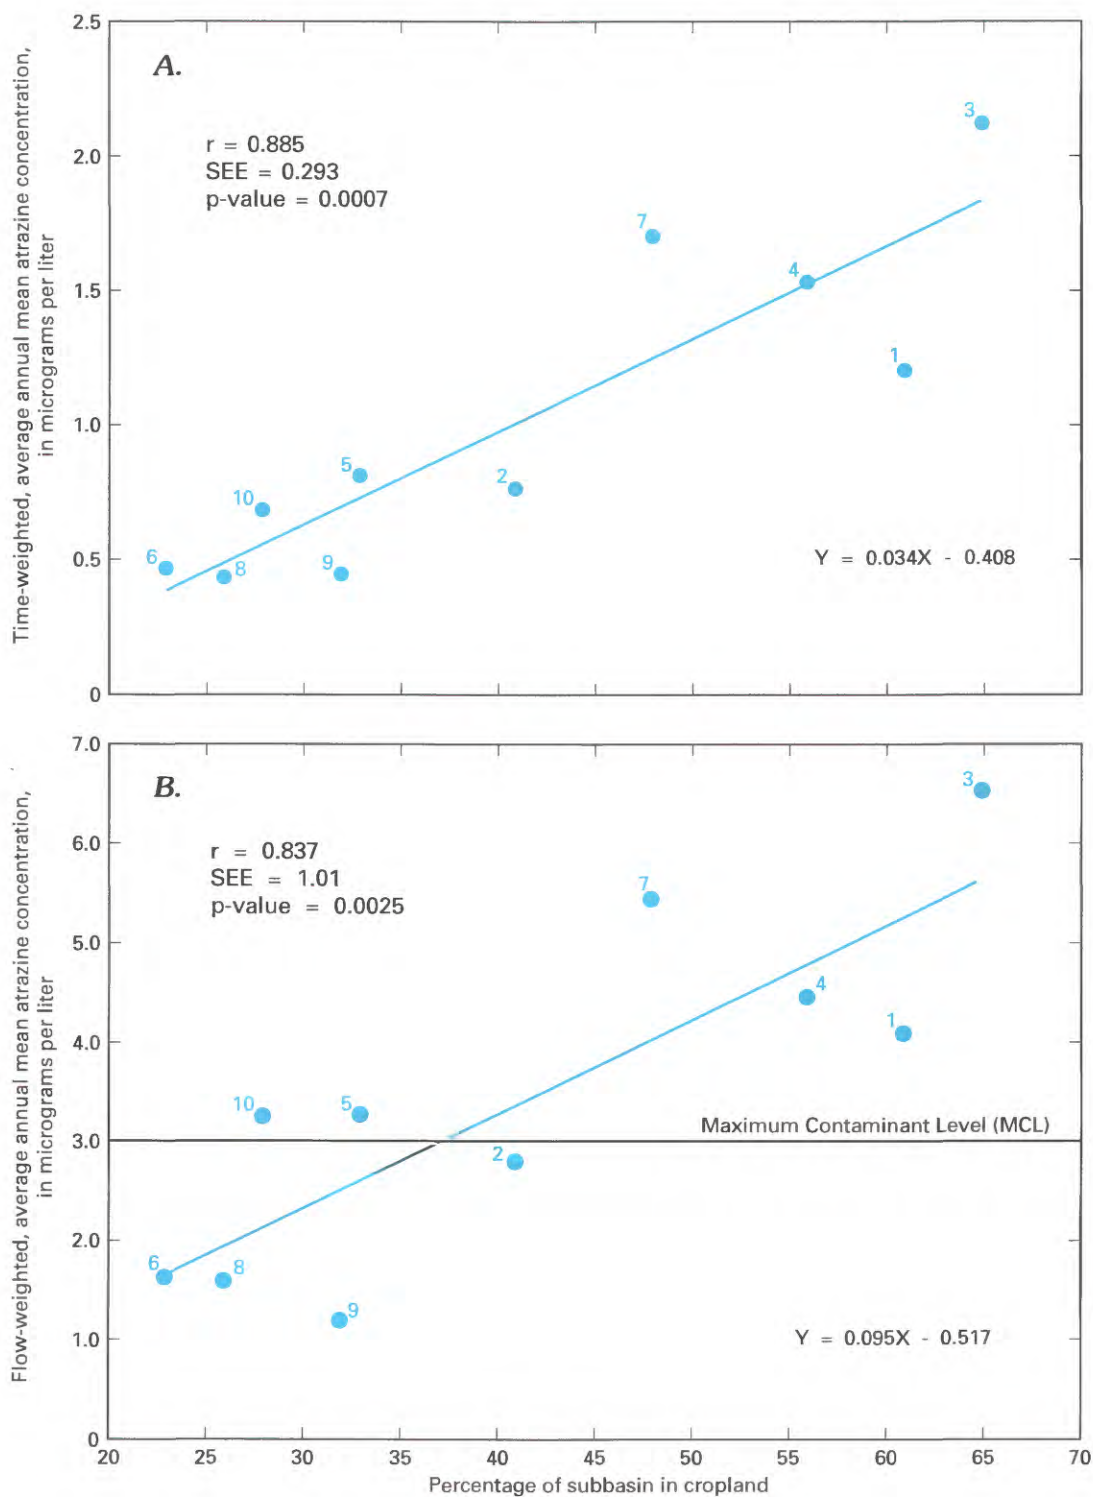 Time-weighted, average annual mean atrazine concentration,
in micrograms per liter
2.5
2.0
1.5
1.0
0.5
0
A.
r = 0.885
SEE = 0.293
p-value = 0.0007
3
7
4
1
5
2
10
6
8
9
Y = 0.034X - 0.408
Flow-weighted, average annual mean atrazine concentration,
in micrograms per liter
7.0
6.0
5.0
4.0
3.0
2.0
1.0
0
B.
r = 0.837
SEE = 1.01
p-value = 0.0025
3
7
4
1
10
5
Maximum Contaminant Level (MCL)
2
6
8
9
Y = 0.095X - 0.517
20 25 30 35 40 45 50 55 60 65 70
Percentage of subbasin in cropland